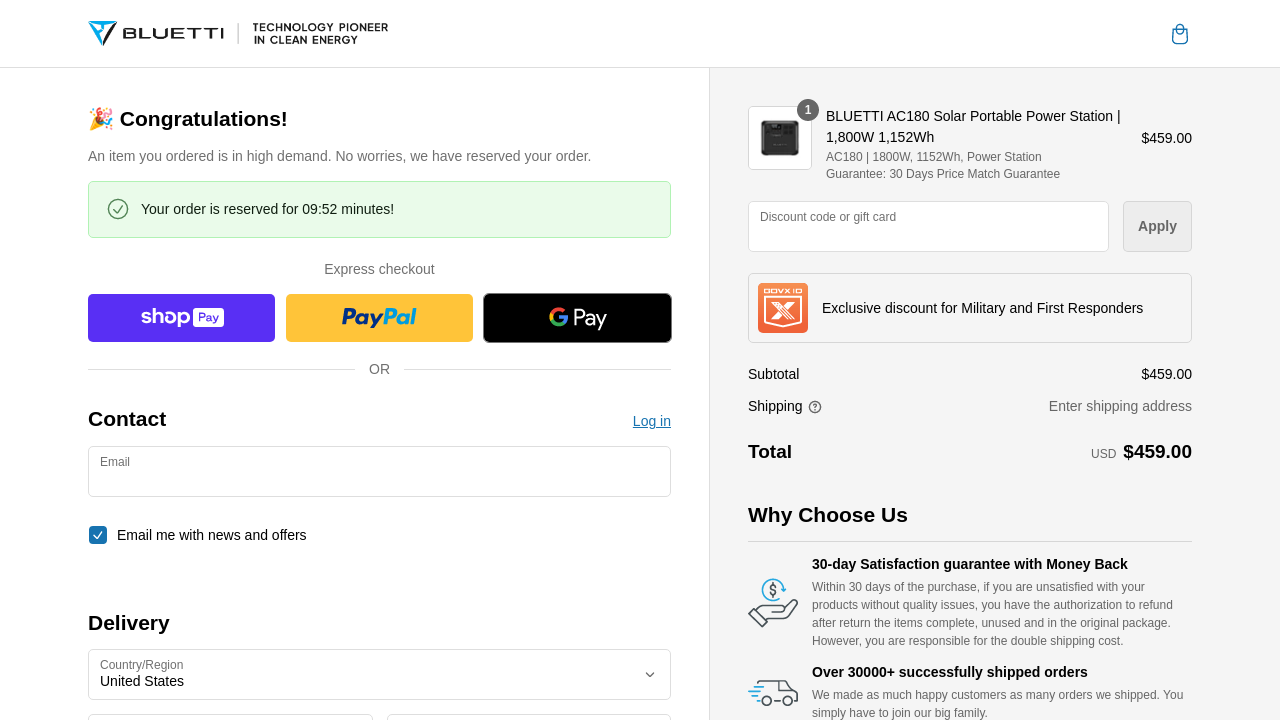 BLUETTI
TECHNOLOGY PIONEER
IN CLEAN ENERGY
🎉 Congratulations!
An item you ordered is in high demand. No worries, we have reserved your order.
Your order is reserved for 09:52 minutes!
Express checkout
shop Pay
PayPal
G Pay
OR
Contact
Log in
Email
Email me with news and offers
Delivery
Country/Region
United States
1
BLUETTI AC180 Solar Portable Power Station |
1,800W 1,152Wh
$459.00
AC180 | 1800W, 1152Wh, Power Station
Guarantee: 30 Days Price Match Guarantee
Discount code or gift card
Apply
GOVX ID
Exclusive discount for Military and First Responders
Subtotal
$459.00
Shipping
Enter shipping address
Total
USD $459.00
Why Choose Us
30-day Satisfaction guarantee with Money Back
Within 30 days of the purchase, if you are unsatisfied with your
products without quality issues, you have the authorization to refund
after return the items complete, unused and in the original package.
However, you are responsible for the double shipping cost.
Over 30000+ successfully shipped orders
We made as much happy customers as many orders we shipped. You
simply have to join our big family.